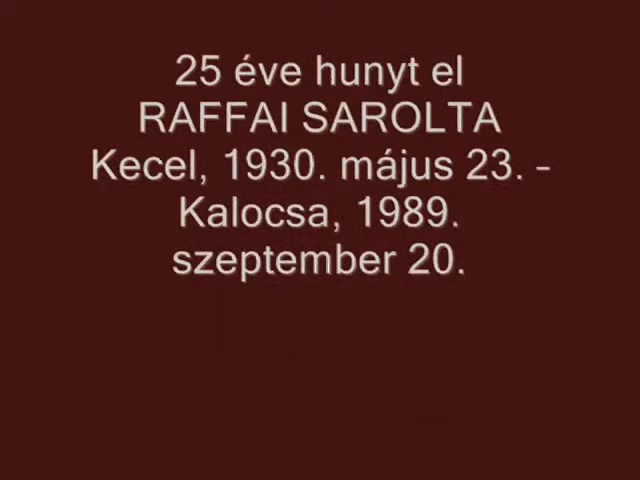 25 éve hunyt el
RAFFAI SAROLTA
Kecel, 1930. május 23. –
Kalocsa, 1989.
szeptember 20.